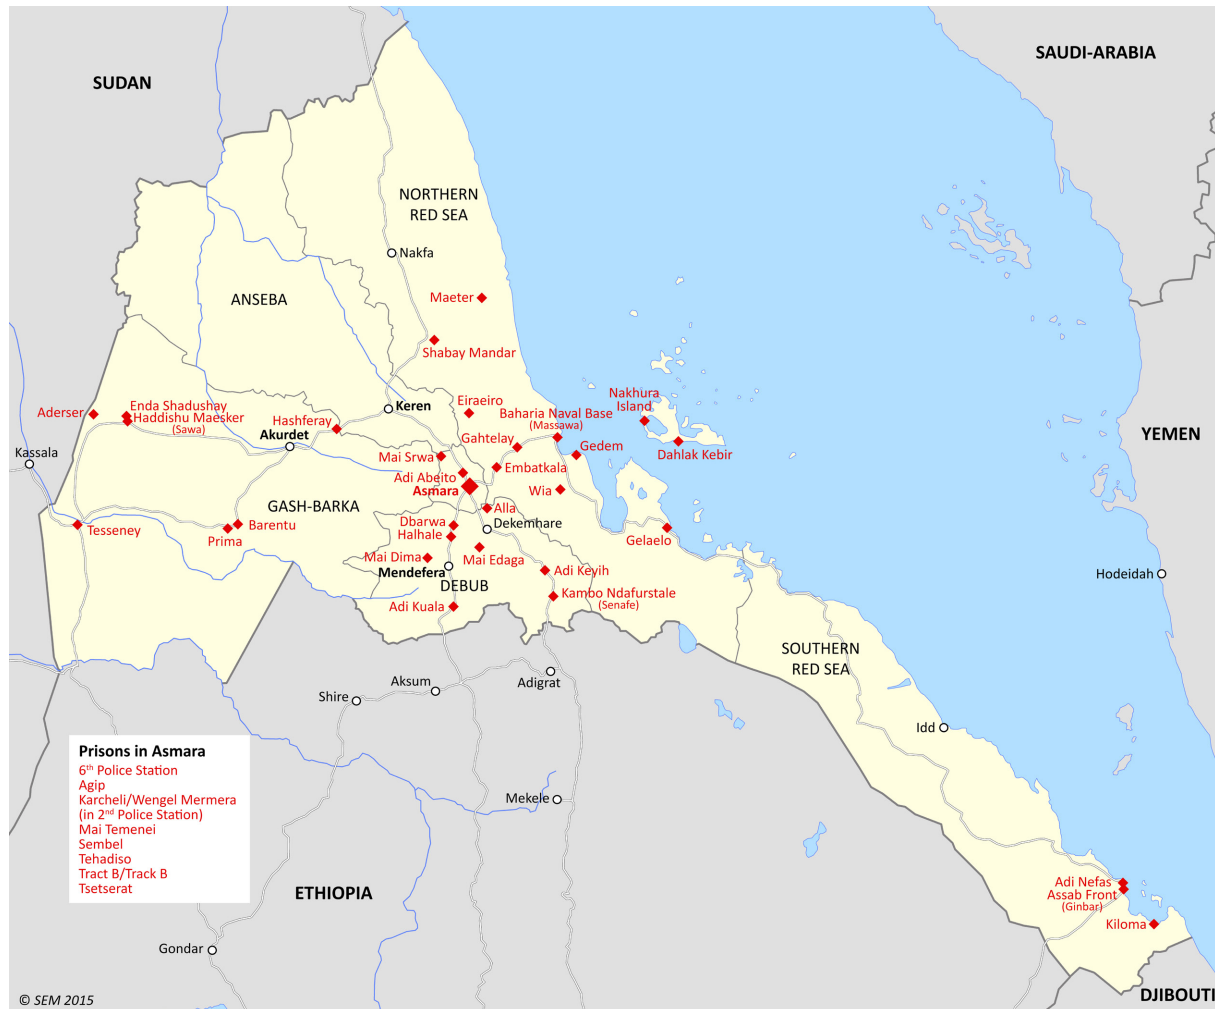 SUDAN
SAUDI-ARABIA
NORTHERN
RED SEA
Nakfa
ANSEBA
Maeter
Shabay Mandar
Nakhura
Island
Eiraeiro
Keren
Enda Shadushay
Aderser
Haddishu Maesker
(Sawa)
Baharia Naval Base
(Massawa)
Hashferay
Akurdet
Gahtelay
Gedem
Dahlak Kebir
YEMEN
Kassala
Mai Srwa
Embatkala
Adi Abeito
Asmara
Wia
GASH-BARKA
Alla
Tesseney
Barentu
Prima
Dbarwa
Halhale
Dekemhare
Gelaelo
Mai Dima
Mai Edaga
Mendefera
Adi Keyih
Hodeidah
DEBUB
Kambo Ndafurstale
(Senafe)
Adi Kuala
SOUTHERN
RED SEA
Aksum
Adigrat
Shire
Idd
Prisons in Asmara
6th Police Station
Agip
Karcheli/Wengel Mermera
(in 2nd Police Station)
Mai Temenei
Sembel
Tehadiso
Tract B/Track B
Tsetserat
Mekele
ETHIOPIA
Adi Nefas
Assab Front
(Ginbar)
Kiloma
Gondar
DJIBOUTI
© SEM 2015